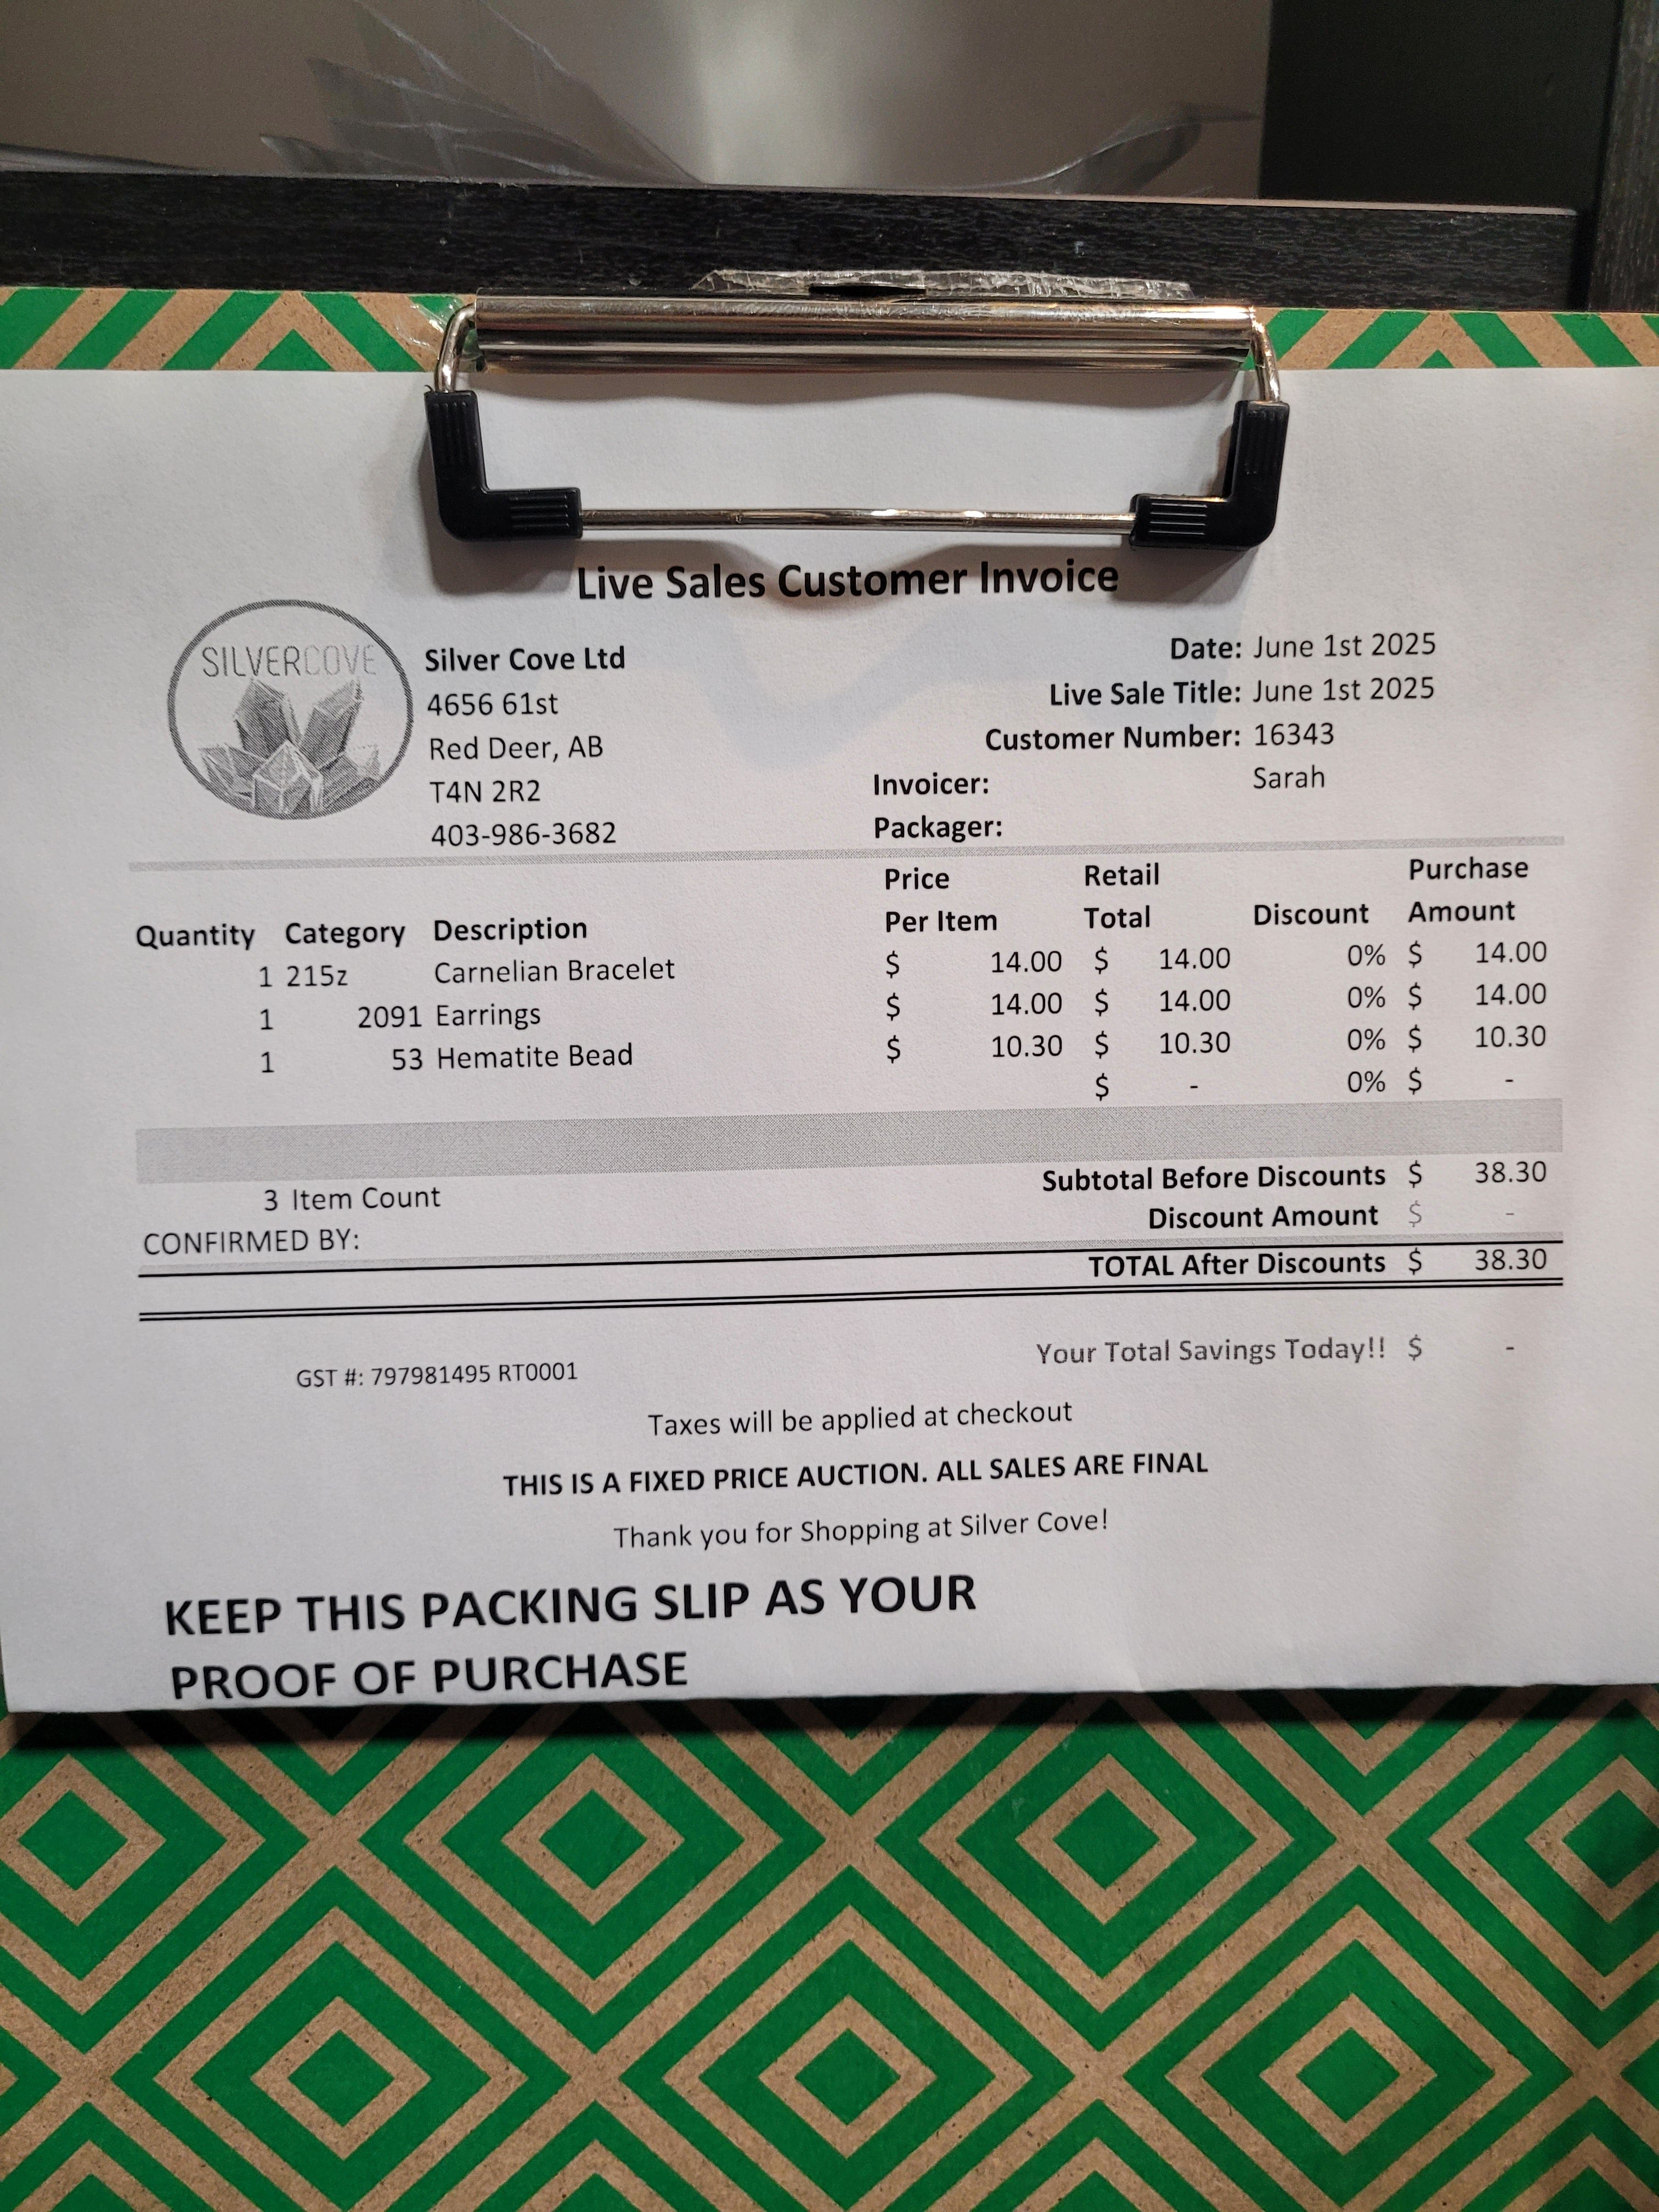 Live Sales Customer Invoice
SILVERCOVE
Silver Cove Ltd
4656 61st
Red Deer, AB
T4N 2R2
403-986-3682
Date: June 1st 2025
Live Sale Title: June 1st 2025
Customer Number: 16343
Invoicer: Sarah
Packager:
Quantity Category Description Price Per Item Retail Total Discount Purchase Amount
1 215z Carnelian Bracelet $ 14.00 $ 14.00 0% $ 14.00
1 2091 Earrings $ 14.00 $ 14.00 0% $ 14.00
1 53 Hematite Bead $ 10.30 $ 10.30 0% $ 10.30
$ - 0% $ -
Subtotal Before Discounts $ 38.30
3 Item Count
Discount Amount $ -
CONFIRMED BY:
TOTAL After Discounts $ 38.30
Your Total Savings Today!! $ -
GST #: 797981495 RT0001
Taxes will be applied at checkout
THIS IS A FIXED PRICE AUCTION. ALL SALES ARE FINAL
Thank you for Shopping at Silver Cove!
KEEP THIS PACKING SLIP AS YOUR
PROOF OF PURCHASE